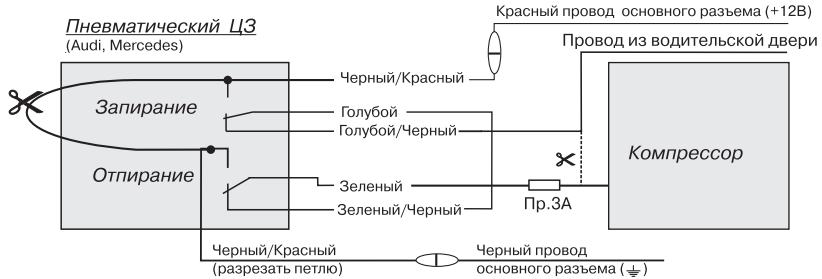 Красный провод основного разъема (+12В)
Пневматический ЦЗ
(Audi, Mercedes)
Провод из водительской двери
Черный/Красный
Запирание
Голубой
Голубой/Черный
Компрессор
Отпирание
Зеленый
Пр.3А
Зеленый/Черный
Черный/Красный
(разрезать петлю)
Черный провод
основного разъема (⏚)